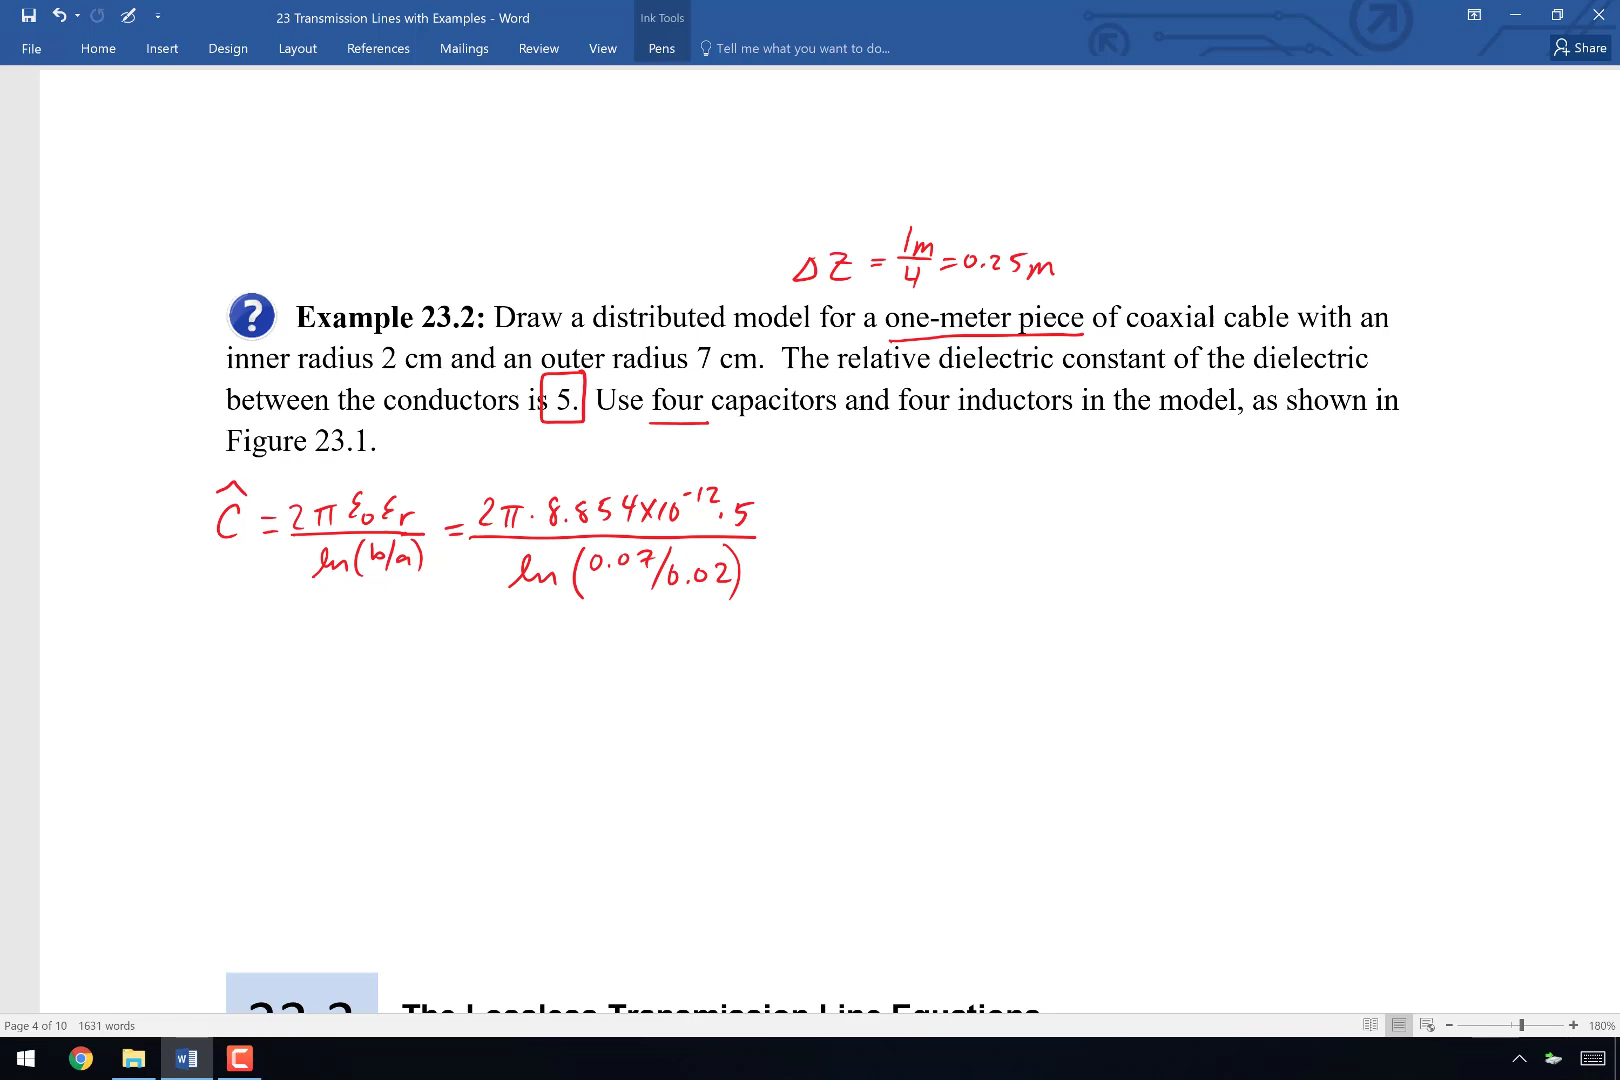 23 Transmission Lines with Examples - Word
Ink Tools
File Home Insert Design Layout References Mailings Review View Pens Tell me what you want to do... Share
ΔZ = 1m/4 = 0.25m
Example 23.2: Draw a distributed model for a one-meter piece of coaxial cable with an
inner radius 2 cm and an outer radius 7 cm. The relative dielectric constant of the dielectric
between the conductors is 5. Use four capacitors and four inductors in the model, as shown in
Figure 23.1.
Ĉ = 2π ε₀ εr / ln(b/a) = 2π · 8.854×10⁻¹² · 5 / ln(0.07/0.02)
The Lossless Transmission Line Equations
Page 4 of 10 1631 words
180%